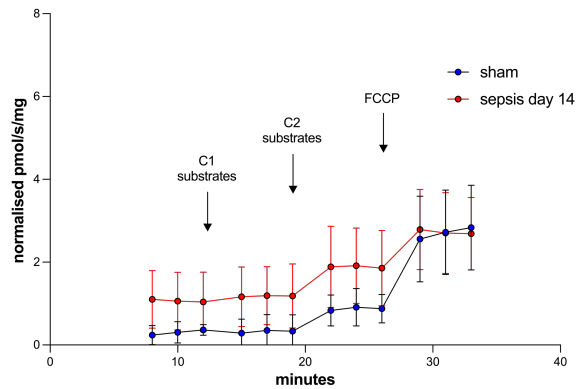 8
6
4
2
0
normalised pmol/s/mg
C1
substrates
C2
substrates
FCCP
sham
sepsis day 14
0
10
20
30
40
minutes